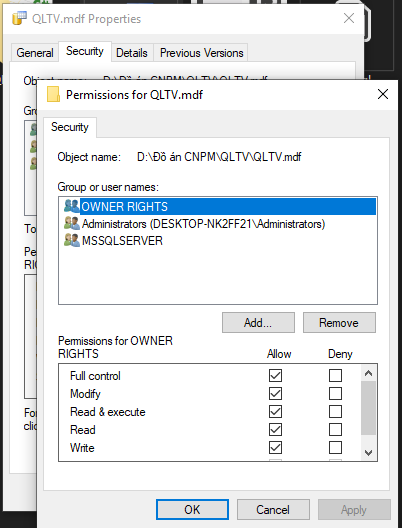 QLTV.mdf Properties
General Security Details Previous Versions
Permissions for QLTV.mdf
Security
Object name: D:\Đồ án CNPM\QLTV\QLTV.mdf
Group or user names:
OWNER RIGHTS
Administrators (DESKTOP-NK2FF21\Administrators)
MSSQLSERVER
Add... Remove
Permissions for OWNER
RIGHTS Allow Deny
Full control
Modify
Read & execute
Read
Write
OK Cancel Apply